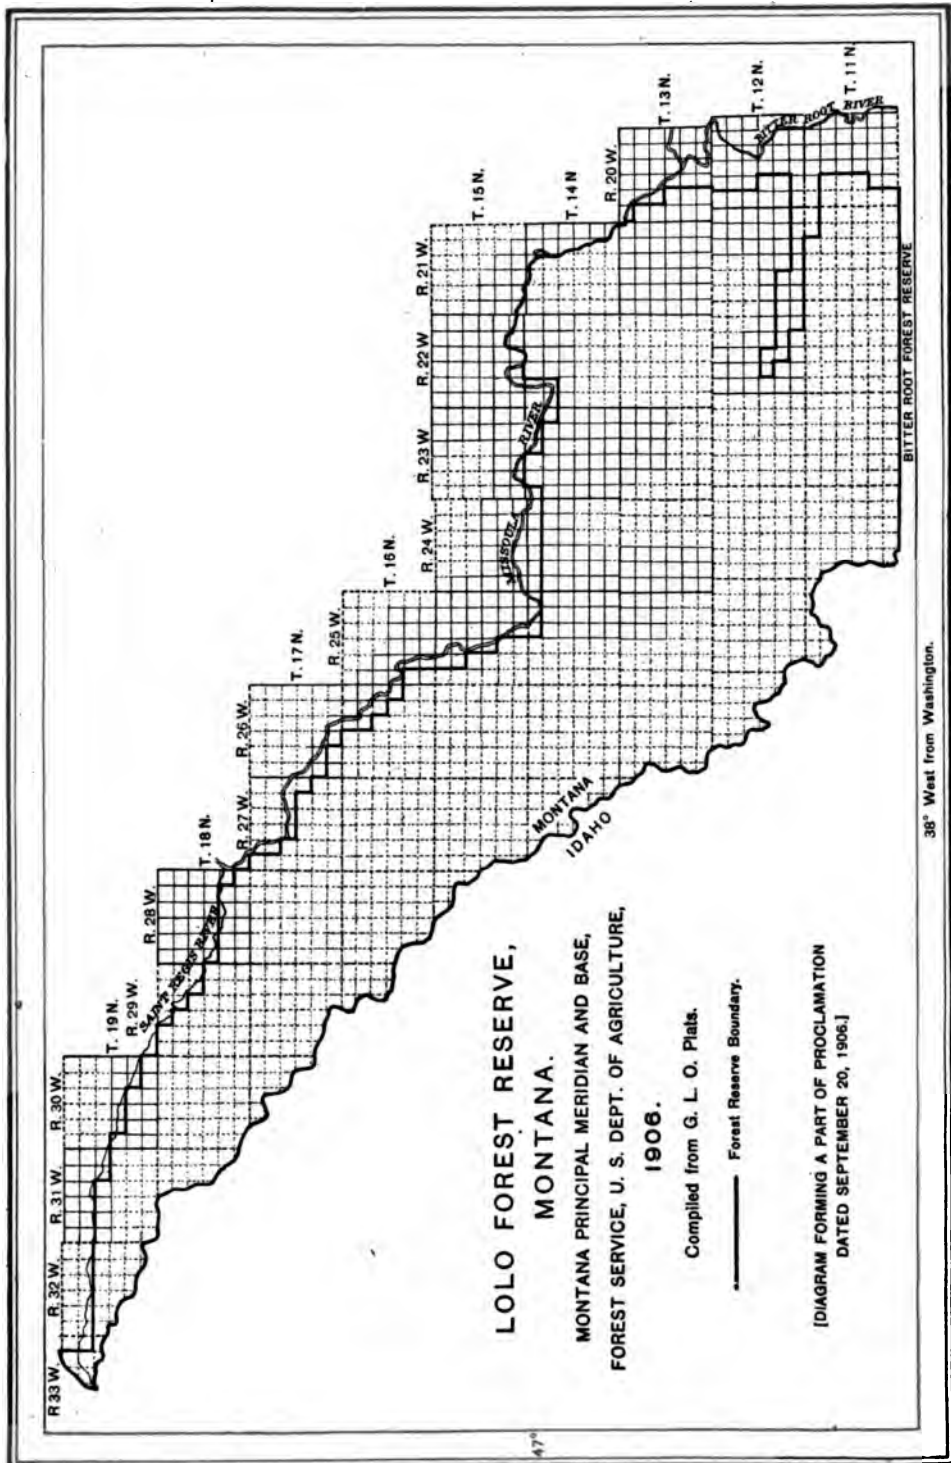 LOLO FOREST RESERVE,
MONTANA.
MONTANA PRINCIPAL MERIDIAN AND BASE,
FOREST SERVICE, U. S. DEPT. OF AGRICULTURE,
1906.
Compiled from G. L. O. Plats.
Forest Reserve Boundary.
[DIAGRAM FORMING A PART OF PROCLAMATION
DATED SEPTEMBER 20, 1906.]
R 33 W.
R. 32 W.
R. 31 W.
R. 30 W.
T. 19 N.
R. 29 W.
SAINT REGIS RIVER
R. 28 W.
T. 18 N.
R. 27 W.
R. 26 W.
T. 17 N.
R. 25 W.
T. 16 N.
R. 24 W.
MISSOULA RIVER
R. 23 W.
R. 22 W
R. 21 W.
T. 15 N.
T. 14 N
R. 20 W.
T. 13 N.
T. 12 N.
T. 11 N.
BITTER ROOT RIVER
MONTANA
IDAHO
BITTER ROOT FOREST RESERVE
47°
38° West from Washington.